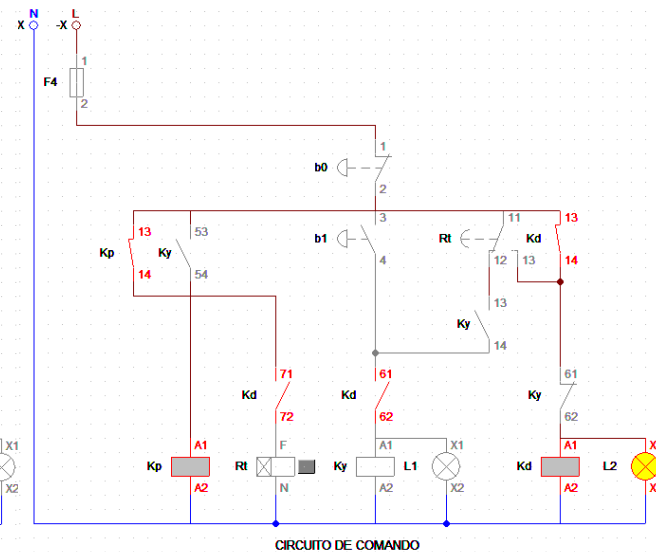 N L
X -X
1
F4
2
1
b0
2
13 53 3 11 13
Kp Ky b1 Rt Kd
14 54 4 12 13 14
13
Ky
14
71 61 61
Kd Kd Ky
72 62 62
X1 A1 F A1 X1 A1 X
Kp Rt Ky L1 Kd L2
X2 A2 N A2 X2 A2 X
CIRCUITO DE COMANDO